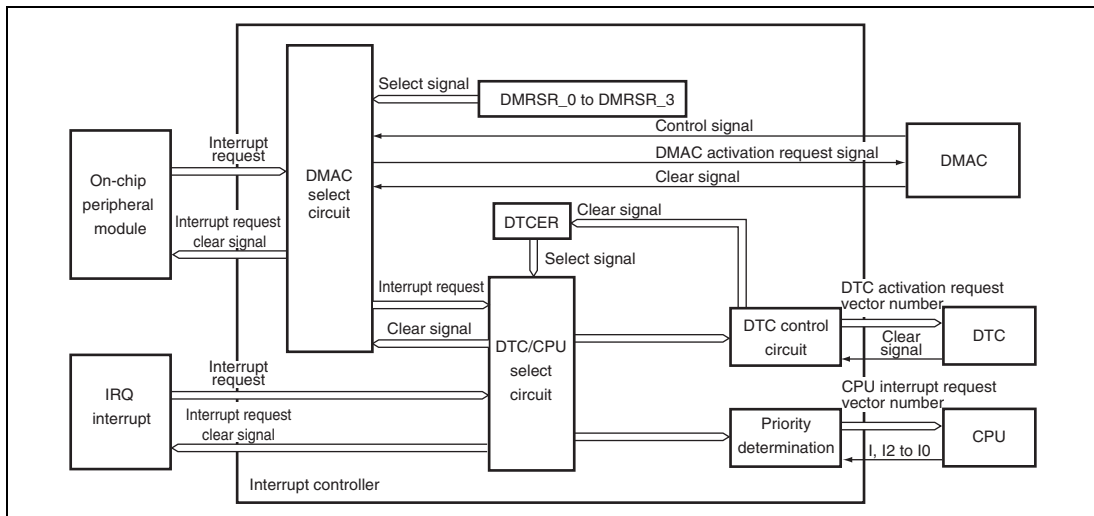 Select signal
DMRSR_0 to DMRSR_3
Control signal
Interrupt
request
DMAC activation request signal
DMAC
DMAC
select
circuit
On-chip
peripheral
module
Clear signal
Interrupt request
clear signal
DTCER
Clear signal
Select signal
Interrupt request
DTC activation request
vector number
Clear signal
DTC control
circuit
Clear
signal
DTC
DTC/CPU
select
circuit
Interrupt
request
IRQ
interrupt
CPU interrupt request
vector number
Interrupt request
clear signal
Priority
determination
CPU
I, I2 to I0
Interrupt controller